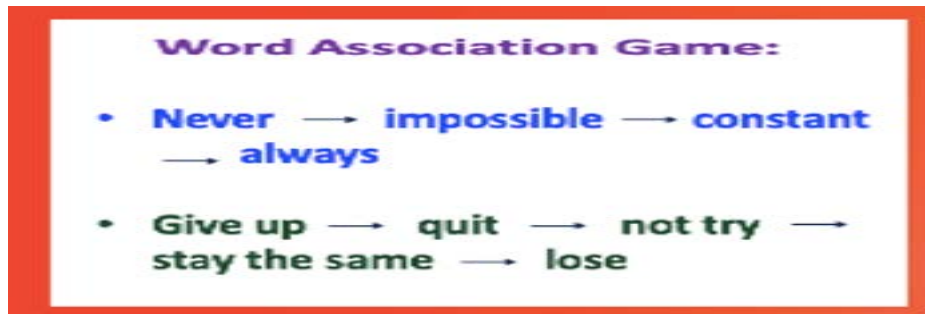 Word Association Game:
• Never → impossible → constant
→ always
• Give up → quit → not try →
stay the same → lose